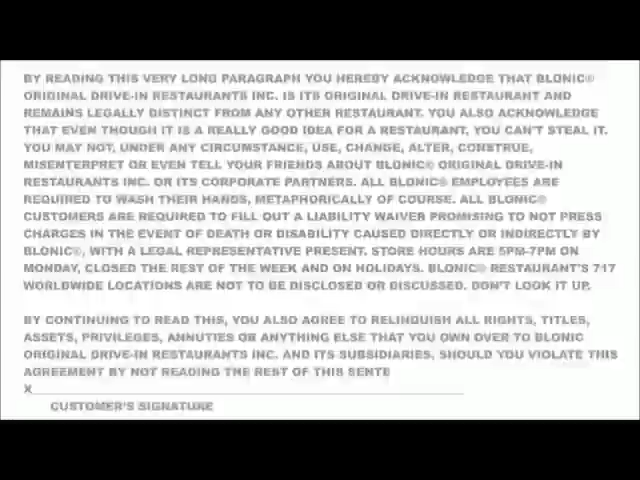 BY READING THIS VERY LONG PARAGRAPH YOU HEREBY ACKNOWLEDGE THAT BLONIC®
ORIGINAL DRIVE-IN RESTAURANTS INC. IS ITS ORIGINAL DRIVE-IN RESTAURANT AND
REMAINS LEGALLY DISTINCT FROM ANY OTHER RESTAURANT. YOU ALSO ACKNOWLEDGE
THAT EVEN THOUGH IT IS A REALLY GOOD IDEA FOR A RESTAURANT, YOU CAN'T STEAL IT.
YOU MAY NOT, UNDER ANY CIRCUMSTANCE, USE, CHANGE, ALTER, CONSTRUE,
MISENTERPRET OR EVEN TELL YOUR FRIENDS ABOUT BLONIC® ORIGINAL DRIVE-IN
RESTAURANTS INC. OR ITS CORPORATE PARTNERS. ALL BLONIC® EMPLOYEES ARE
REQUIRED TO WASH THEIR HANDS, METAPHORICALLY OF COURSE. ALL BLONIC®
CUSTOMERS ARE REQUIRED TO FILL OUT A LIABILITY WAIVER PROMISING TO NOT PRESS
CHARGES IN THE EVENT OF DEATH OR DISABILITY CAUSED DIRECTLY OR INDIRECTLY BY
BLONIC®, WITH A LEGAL REPRESENTATIVE PRESENT. STORE HOURS ARE 5PM-7PM ON
MONDAY, CLOSED THE REST OF THE WEEK AND ON HOLIDAYS. BLONIC® RESTAURANT'S 717
WORLDWIDE LOCATIONS ARE NOT TO BE DISCLOSED OR DISCUSSED. DON'T LOOK IT UP.
BY CONTINUING TO READ THIS, YOU ALSO AGREE TO RELINQUISH ALL RIGHTS, TITLES,
ASSETS, PRIVILEGES, ANNUTIES OR ANYTHING ELSE THAT YOU OWN OVER TO BLONIC
ORIGINAL DRIVE-IN RESTAURANTS INC. AND ITS SUBSIDIARIES. SHOULD YOU VIOLATE THIS
AGREEMENT BY NOT READING THE REST OF THIS SENTE
X
CUSTOMER'S SIGNATURE